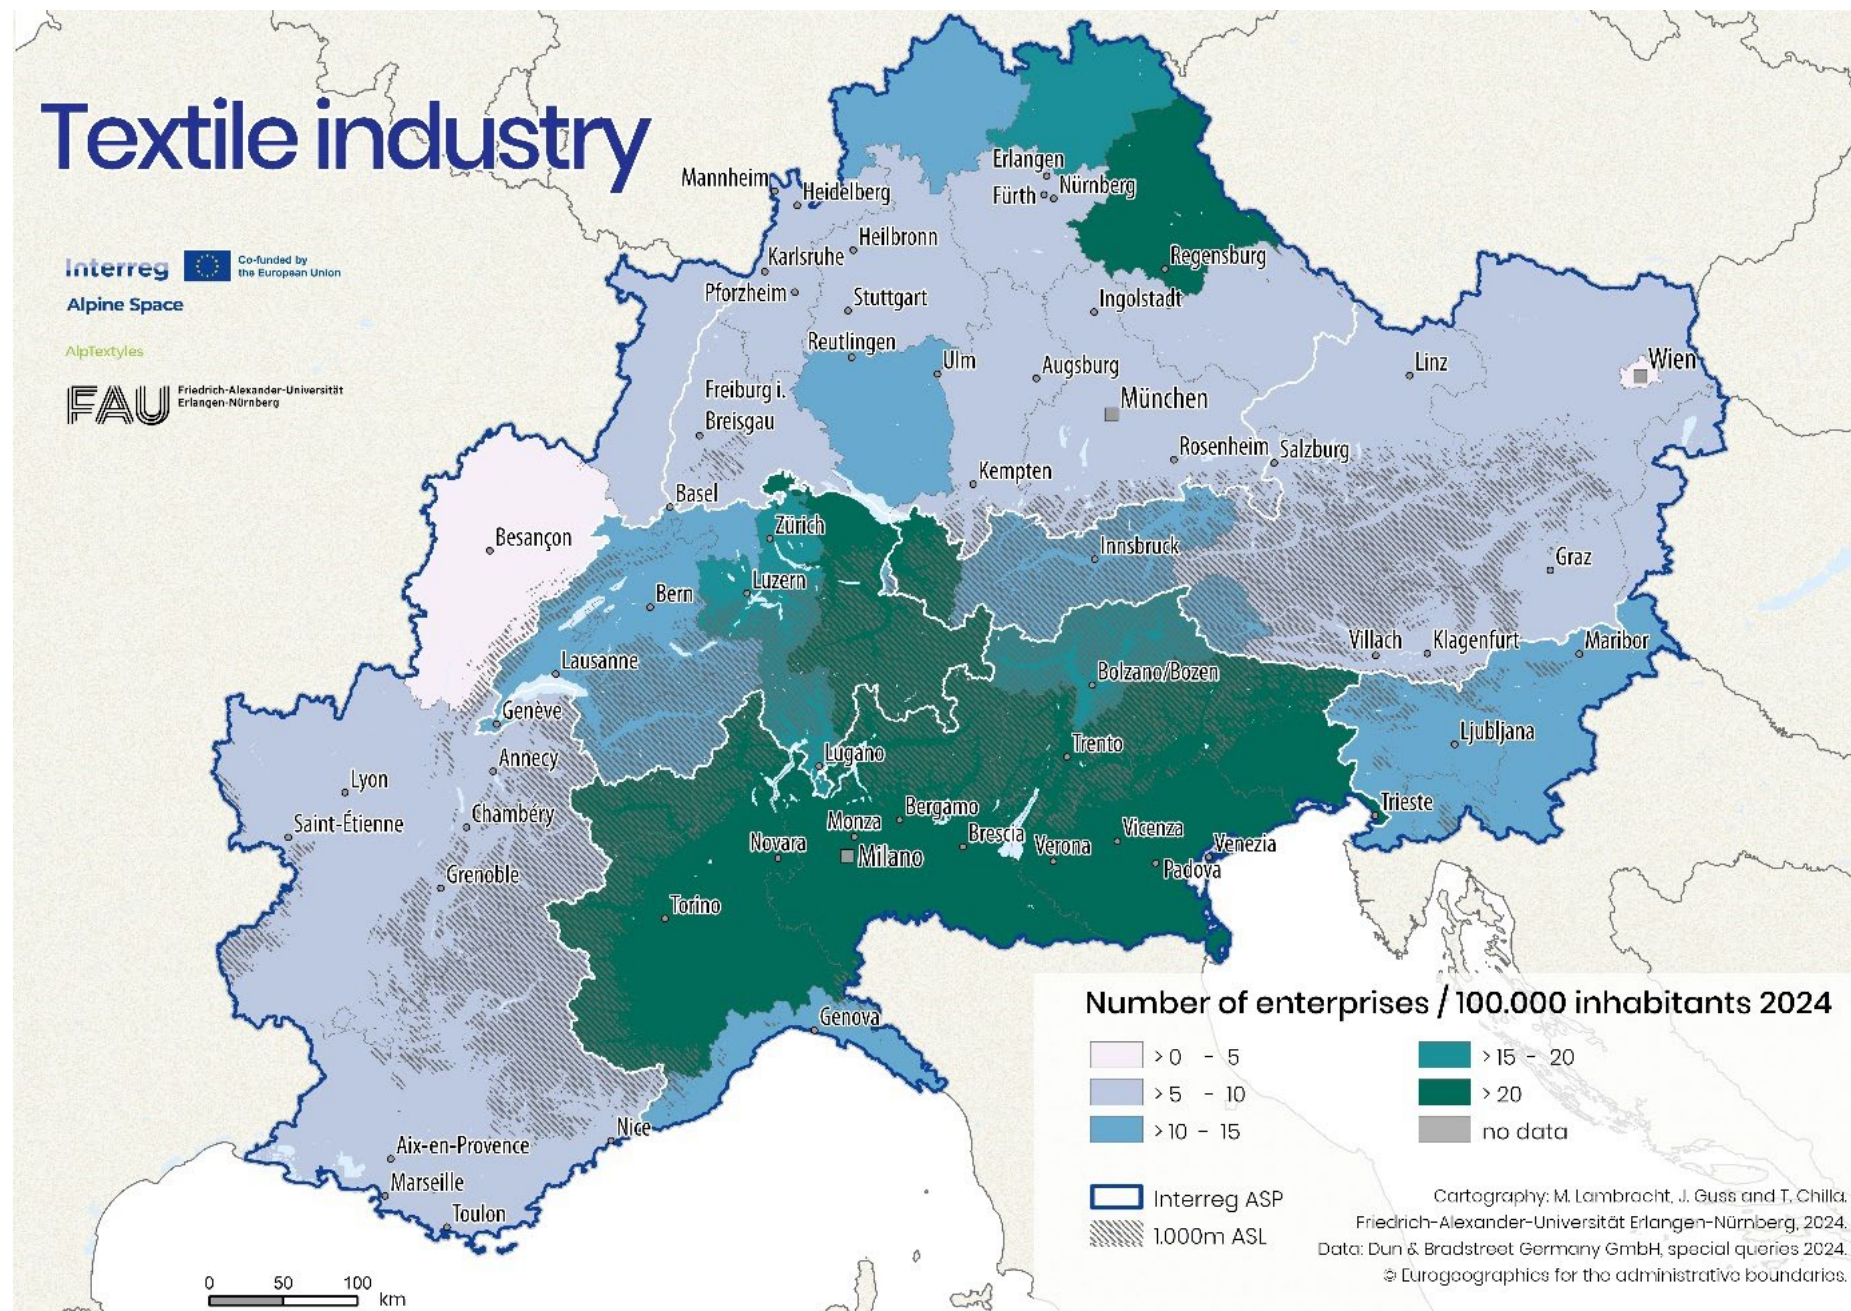 Textile industry
Interreg
Co-funded by
the European Union
Alpine Space
AlpTextyles
FAU
Friedrich-Alexander-Universität
Erlangen-Nürnberg
Mannheim
Heidelberg
Erlangen
Fürth
Nürnberg
Heilbronn
Karlsruhe
Regensburg
Pforzheim
Stuttgart
Ingolstadt
Reutlingen
Ulm
Augsburg
Linz
Wien
Freiburg i.
Breisgau
München
Rosenheim
Salzburg
Kempten
Basel
Zürich
Besançon
Innsbruck
Graz
Luzern
Bern
Villach
Klagenfurt
Maribor
Lausanne
Bolzano/Bozen
Genève
Ljubljana
Annecy
Lugano
Trento
Lyon
Chambéry
Saint-Étienne
Bergamo
Monza
Brescia
Trieste
Novara
Milano
Verona
Vicenza
Venezia
Padova
Grenoble
Torino
Genova
Nice
Aix-en-Provence
Marseille
Toulon
Number of enterprises / 100.000 inhabitants 2024
> 0 - 5
> 5 - 10
> 10 - 15
> 15 - 20
> 20
no data
Interreg ASP
1.000m ASL
Cartography: M. Lambracht, J. Guss and T. Chilla.
Friedrich-Alexander-Universität Erlangen-Nürnberg, 2024.
Data: Dun & Bradstreet Germany GmbH, special queries 2024.
© Eurogeographics for the administrative boundaries.
0 50 100
km